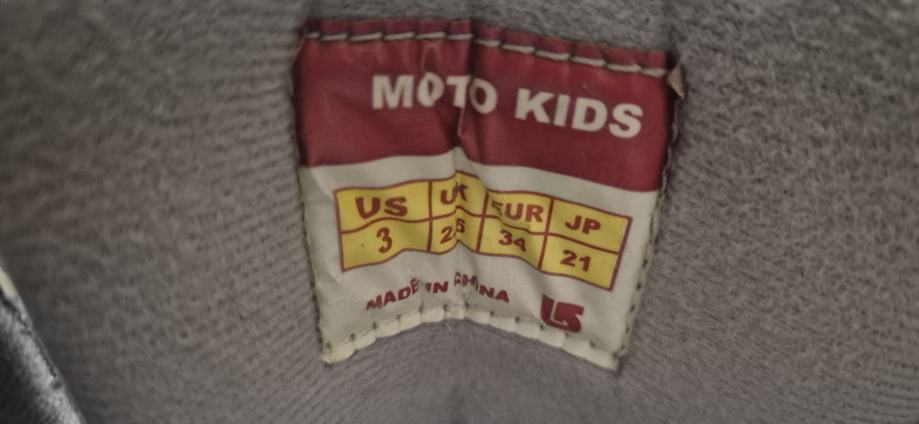 MOTO KIDS
US UK EUR JP
3 2.5 34 21
MADE IN CHINA